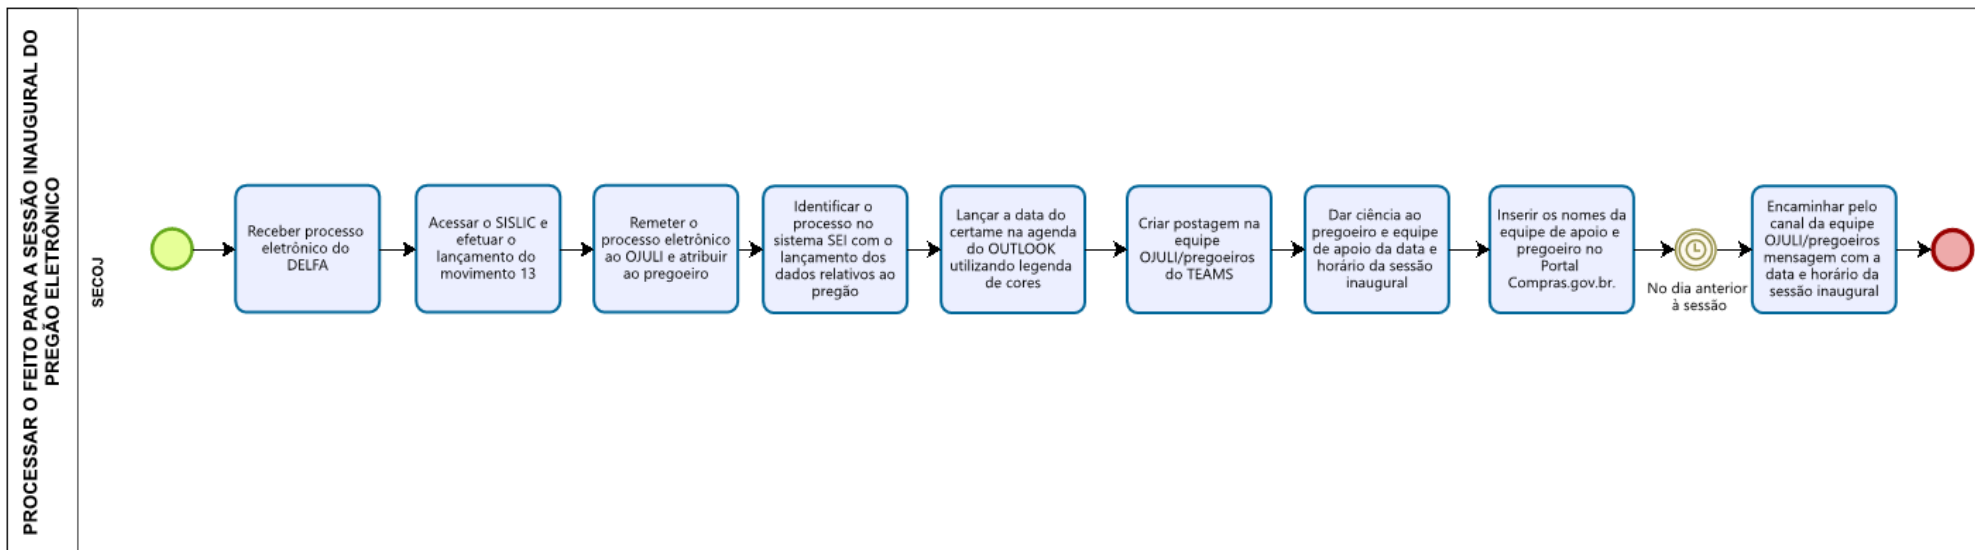 PROCESSAR O FEITO PARA A SESSÃO INAUGURAL DO
PREGÃO ELETRÔNICO
SECOJ
Receber processo
eletrônico do
DELFA
Acessar o SISLIC e
efetuar o
lançamento do
movimento 13
Remeter o
processo eletrônico
ao OJULI e atribuir
ao pregoeiro
Identificar o
processo no
sistema SEI com o
lançamento dos
dados relativos ao
pregão
Lançar a data do
certame na agenda
do OUTLOOK
utilizando legenda
de cores
Criar postagem na
equipe
OJULI/pregoeiros
do TEAMS
Dar ciência ao
pregoeiro e equipe
de apoio da data e
horário da sessão
inaugural
Inserir os nomes da
equipe de apoio e
pregoeiro no
Portal
Compras.gov.br.
No dia anterior
à sessão
Encaminhar pelo
canal da equipe
OJULI/pregoeiros
mensagem com a
data e horário da
sessão inaugural